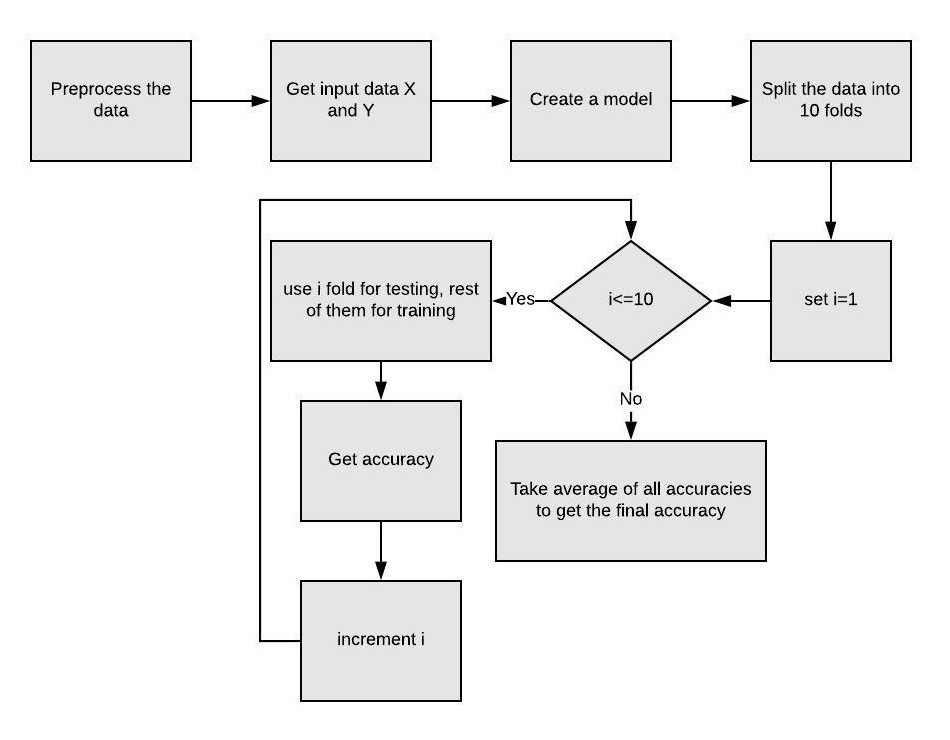 Preprocess the
data
Get input data X
and Y
Create a model
Split the data into
10 folds
set i=1
i<=10
Yes
use i fold for testing, rest
of them for training
No
Get accuracy
Take average of all accuracies
to get the final accuracy
increment i